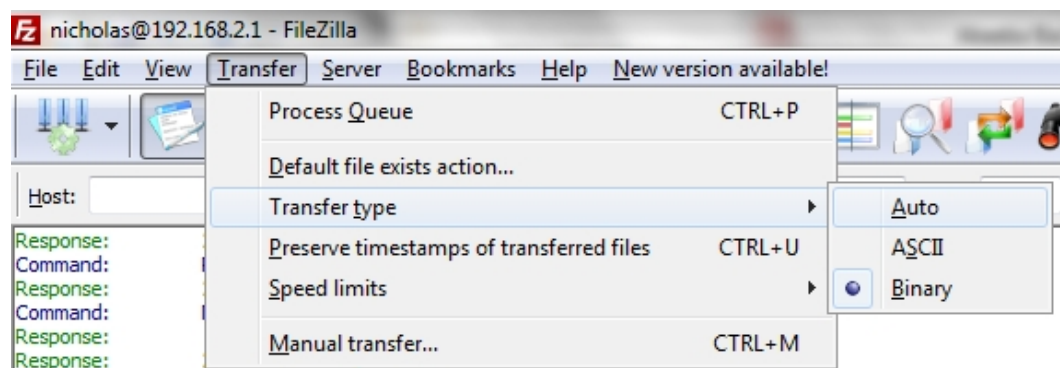 nicholas@192.168.2.1 - FileZilla
File Edit View Transfer Server Bookmarks Help New version available!
Process Queue CTRL+P
Default file exists action...
Host:
Transfer type
Auto
Preserve timestamps of transferred files CTRL+U
ASCII
Speed limits
Binary
Manual transfer... CTRL+M
Response:
Command:
Response:
Command:
Response:
Response: